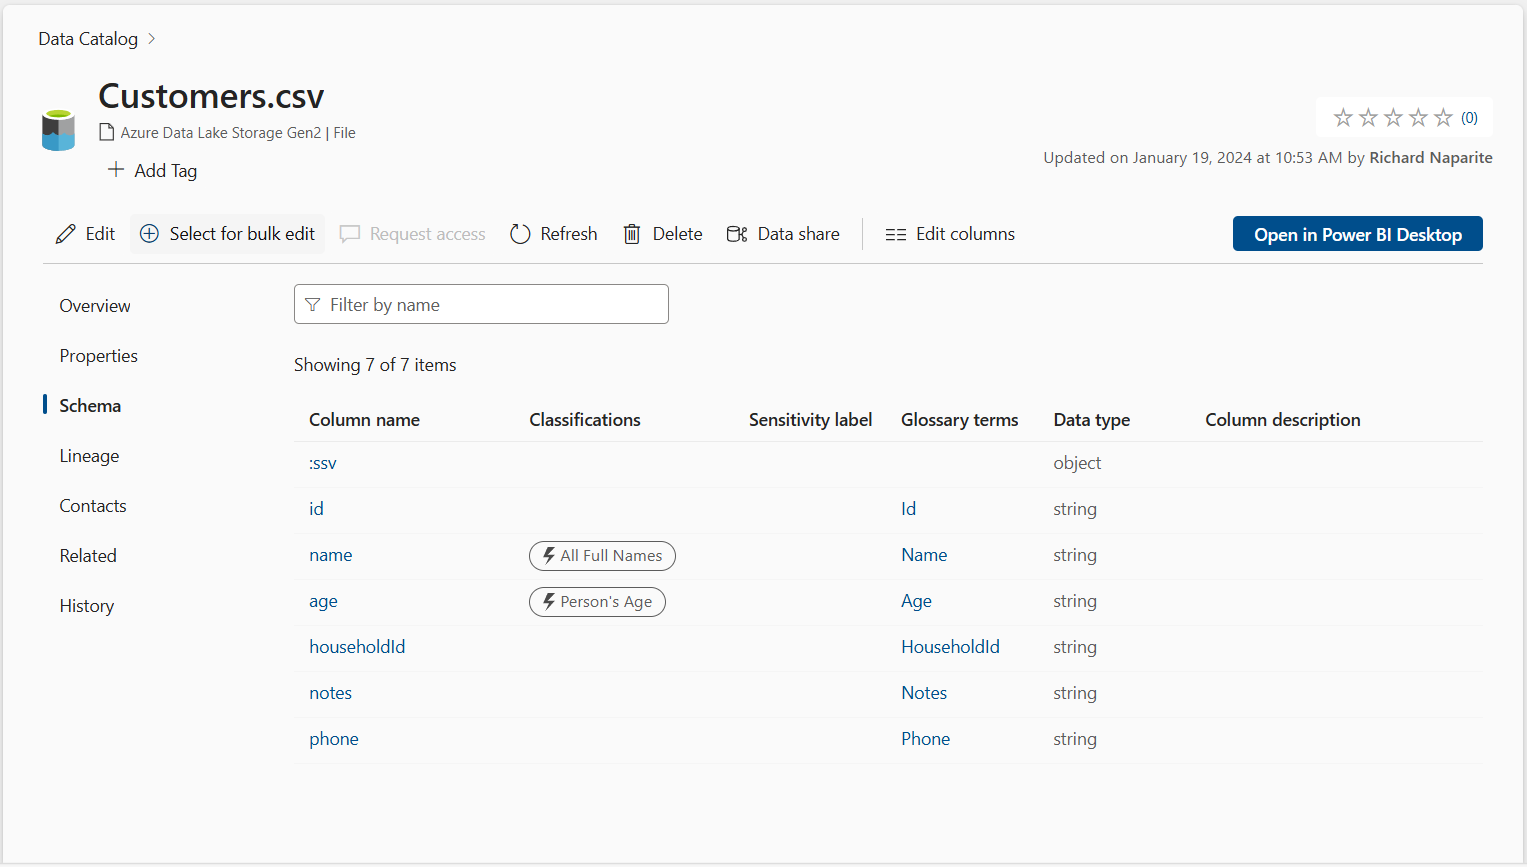 Data Catalog
Customers.csv
Azure Data Lake Storage Gen2 | File
Add Tag
(0)
Updated on January 19, 2024 at 10:53 AM by Richard Naparite
Edit Select for bulk edit Request access Refresh Delete Data share Edit columns Open in Power BI Desktop
Overview
Properties
Schema
Lineage
Contacts
Related
History
Filter by name
Showing 7 of 7 items
Column name Classifications Sensitivity label Glossary terms Data type Column description
:ssv object
id Id string
name All Full Names Name string
age Person's Age Age string
householdId HouseholdId string
notes Notes string
phone Phone string